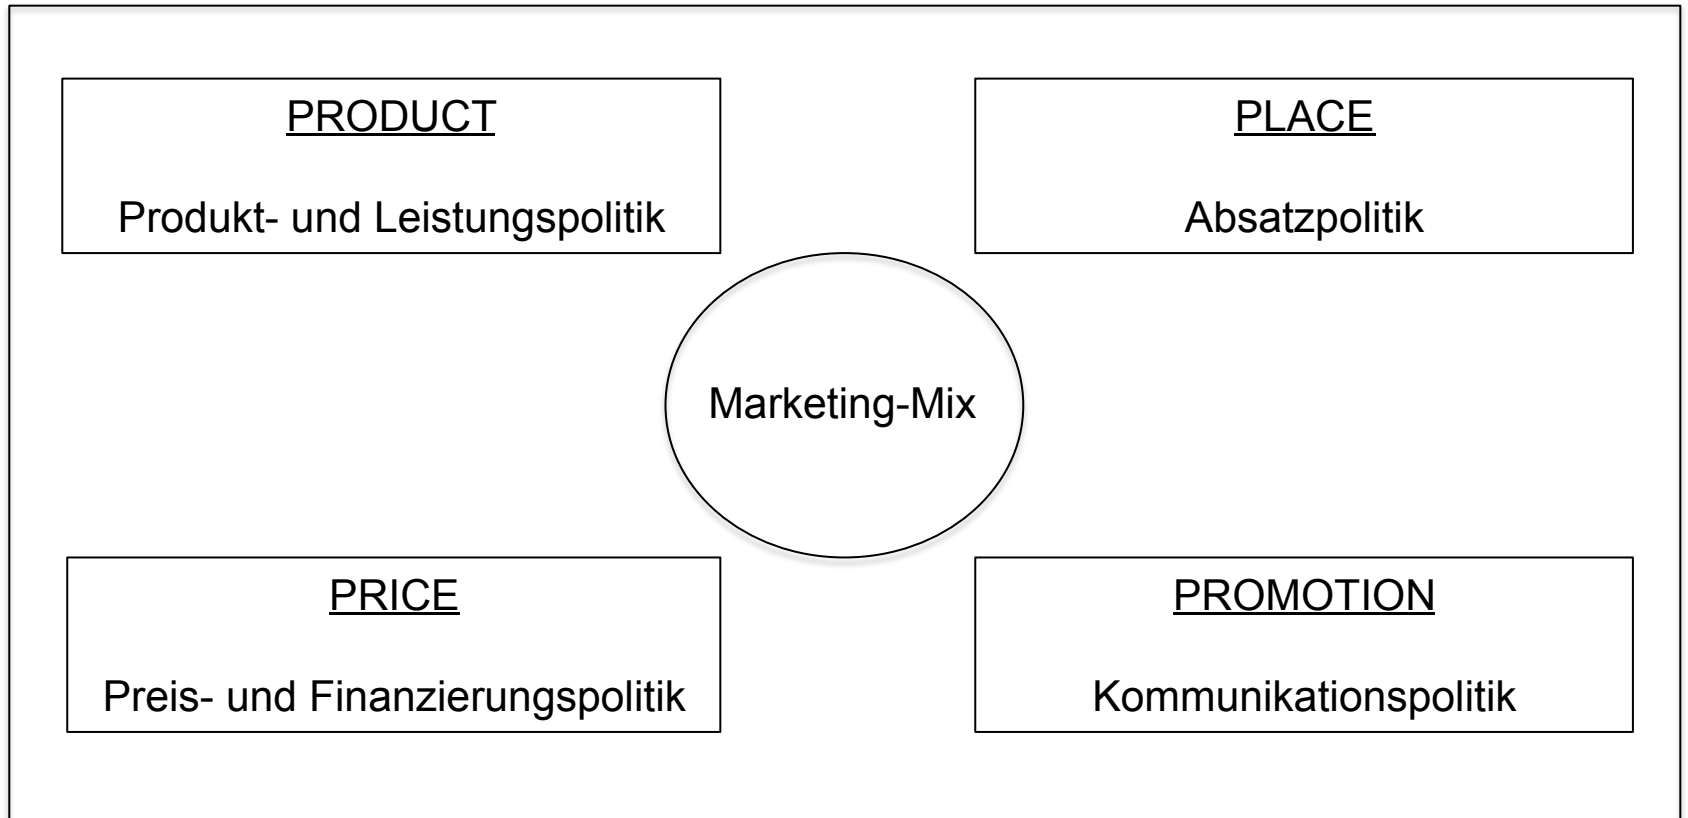 PRODUCT
Produkt- und Leistungspolitik
PLACE
Absatzpolitik
Marketing-Mix
PRICE
Preis- und Finanzierungspolitik
PROMOTION
Kommunikationspolitik